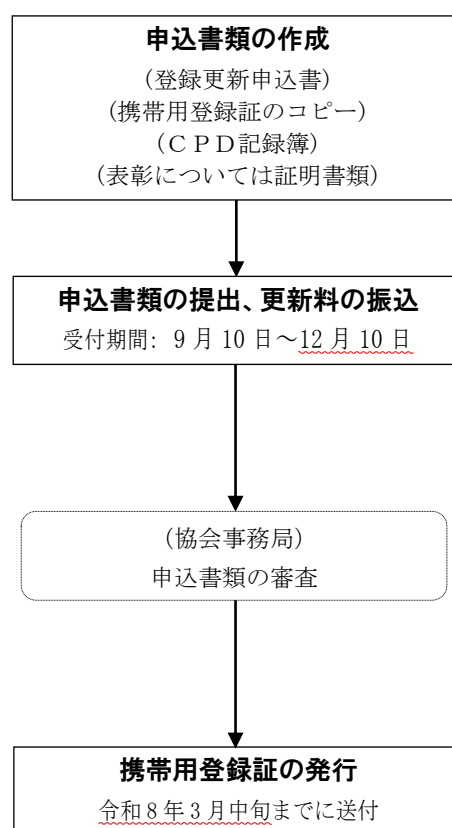 申込書類の作成
(登録更新申込書)
(携帯用登録証のコピー)
(ＣＰＤ記録簿)
(表彰については証明書類)
申込書類の提出、更新料の振込
受付期間: 9月10日～12月10日
(協会事務局)
申込書類の審査
携帯用登録証の発行
令和8年3月中旬までに送付